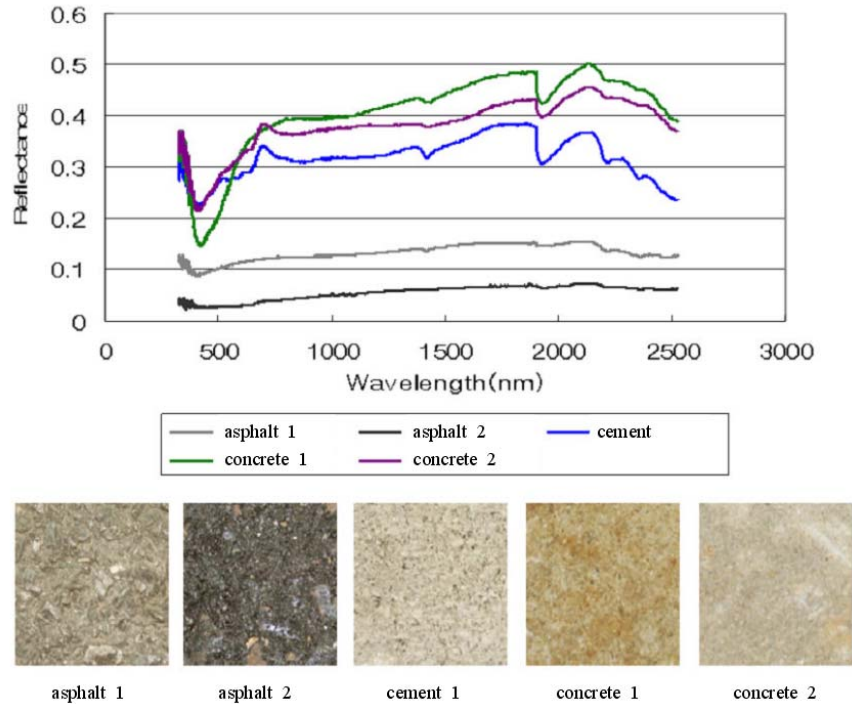 0.6
0.5
0.4
0.3
0.2
0.1
0
Reflectance
0 500 1000 1500 2000 2500 3000
Wavelength(nm)
asphalt 1 asphalt 2 cement
concrete 1 concrete 2
asphalt 1 asphalt 2 cement 1 concrete 1 concrete 2